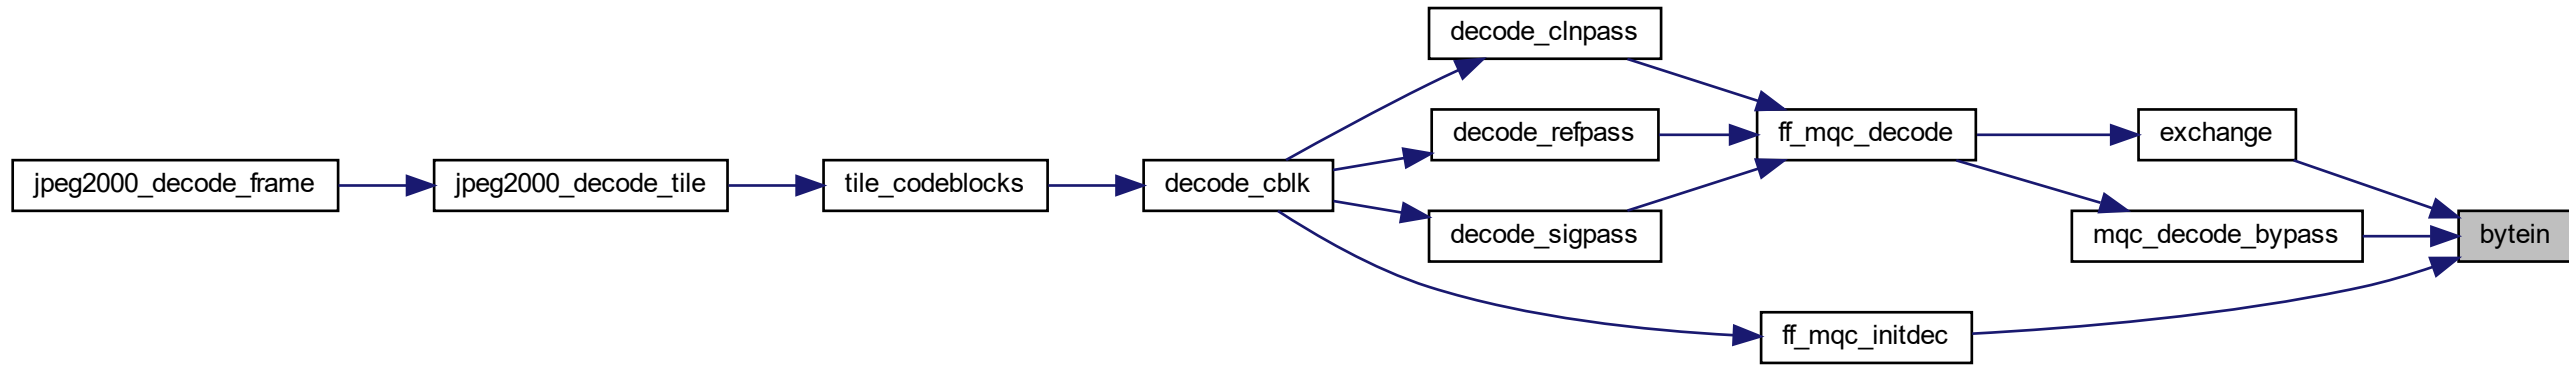 decode_clnpass
decode_refpass
ff_mqc_decode
exchange
jpeg2000_decode_frame
jpeg2000_decode_tile
tile_codeblocks
decode_cblk
decode_sigpass
mqc_decode_bypass
bytein
ff_mqc_initdec